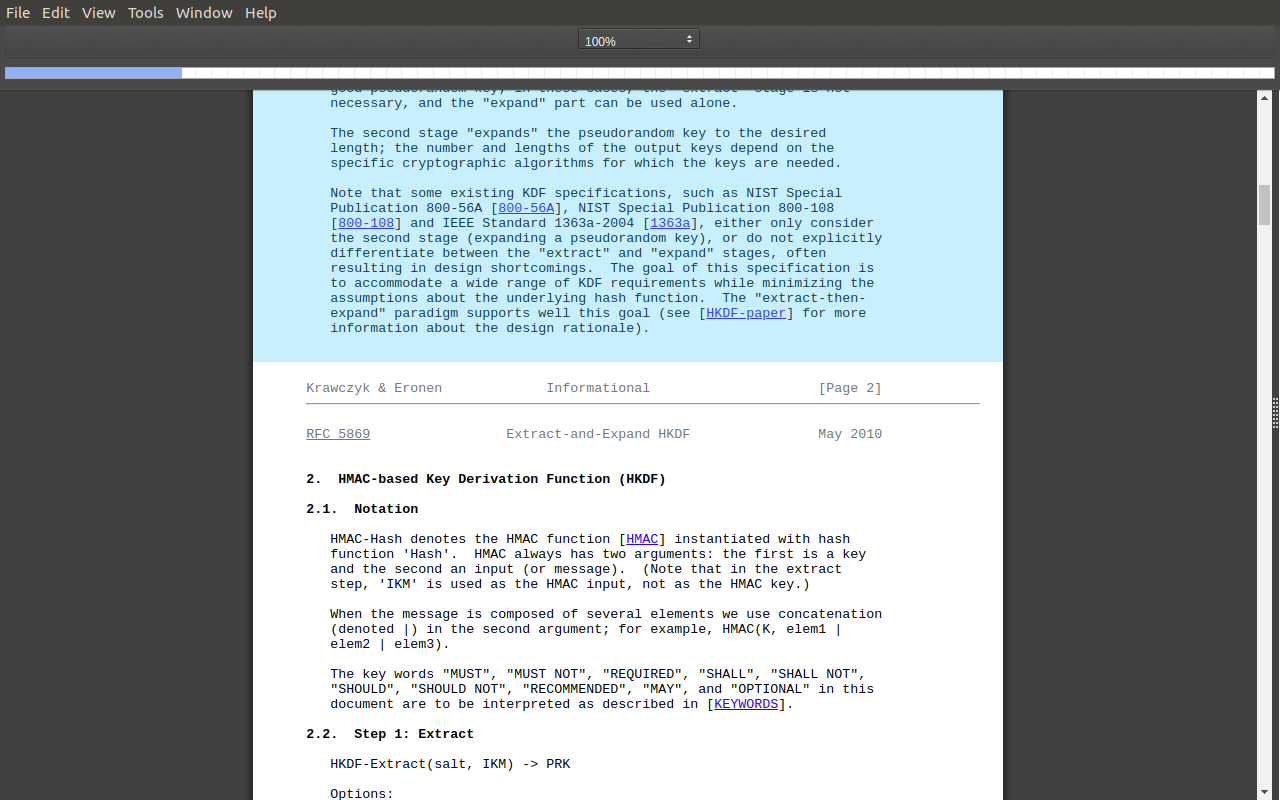 File Edit View Tools Window Help
100%
good pseudorandom key; in these cases, the "extract" stage is not
necessary, and the "expand" part can be used alone.
The second stage "expands" the pseudorandom key to the desired
length; the number and lengths of the output keys depend on the
specific cryptographic algorithms for which the keys are needed.
Note that some existing KDF specifications, such as NIST Special
Publication 800-56A [800-56A], NIST Special Publication 800-108
[800-108] and IEEE Standard 1363a-2004 [1363a], either only consider
the second stage (expanding a pseudorandom key), or do not explicitly
differentiate between the "extract" and "expand" stages, often
resulting in design shortcomings.  The goal of this specification is
to accommodate a wide range of KDF requirements while minimizing the
assumptions about the underlying hash function.  The "extract-then-
expand" paradigm supports well this goal (see [HKDF-paper] for more
information about the design rationale).
Krawczyk & Eronen             Informational                     [Page 2]
RFC 5869                 Extract-and-Expand HKDF                May 2010
2.  HMAC-based Key Derivation Function (HKDF)
2.1.  Notation
HMAC-Hash denotes the HMAC function [HMAC] instantiated with hash
function 'Hash'.  HMAC always has two arguments: the first is a key
and the second an input (or message).  (Note that in the extract
step, 'IKM' is used as the HMAC input, not as the HMAC key.)
When the message is composed of several elements we use concatenation
(denoted |) in the second argument; for example, HMAC(K, elem1 |
elem2 | elem3).
The key words "MUST", "MUST NOT", "REQUIRED", "SHALL", "SHALL NOT",
"SHOULD", "SHOULD NOT", "RECOMMENDED", "MAY", and "OPTIONAL" in this
document are to be interpreted as described in [KEYWORDS].
2.2.  Step 1: Extract
HKDF-Extract(salt, IKM) -> PRK
Options: